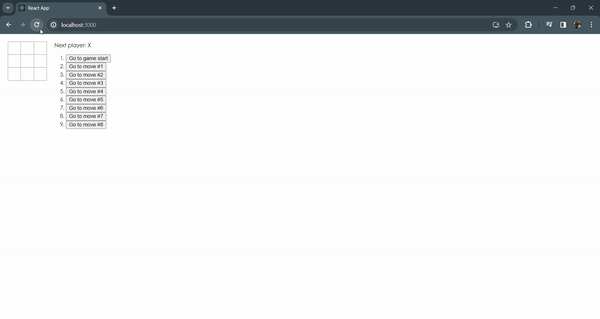 React App
localhost:3000
Next player: X
1. Go to game start
2. Go to move #1
3. Go to move #2
4. Go to move #3
5. Go to move #4
6. Go to move #5
7. Go to move #6
8. Go to move #7
9. Go to move #8